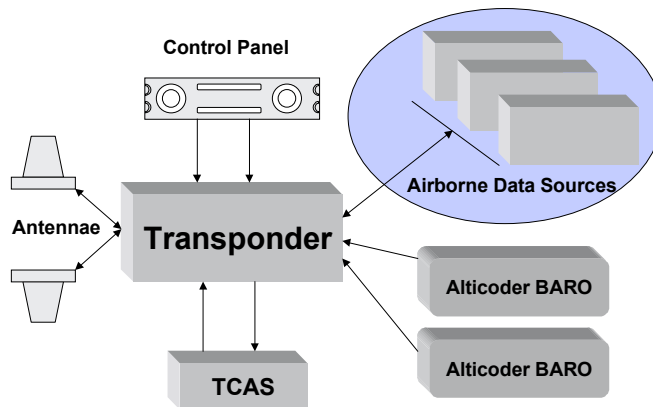 Control Panel
Airborne Data Sources
Antennae
Transponder
Alticoder BARO
Alticoder BARO
TCAS